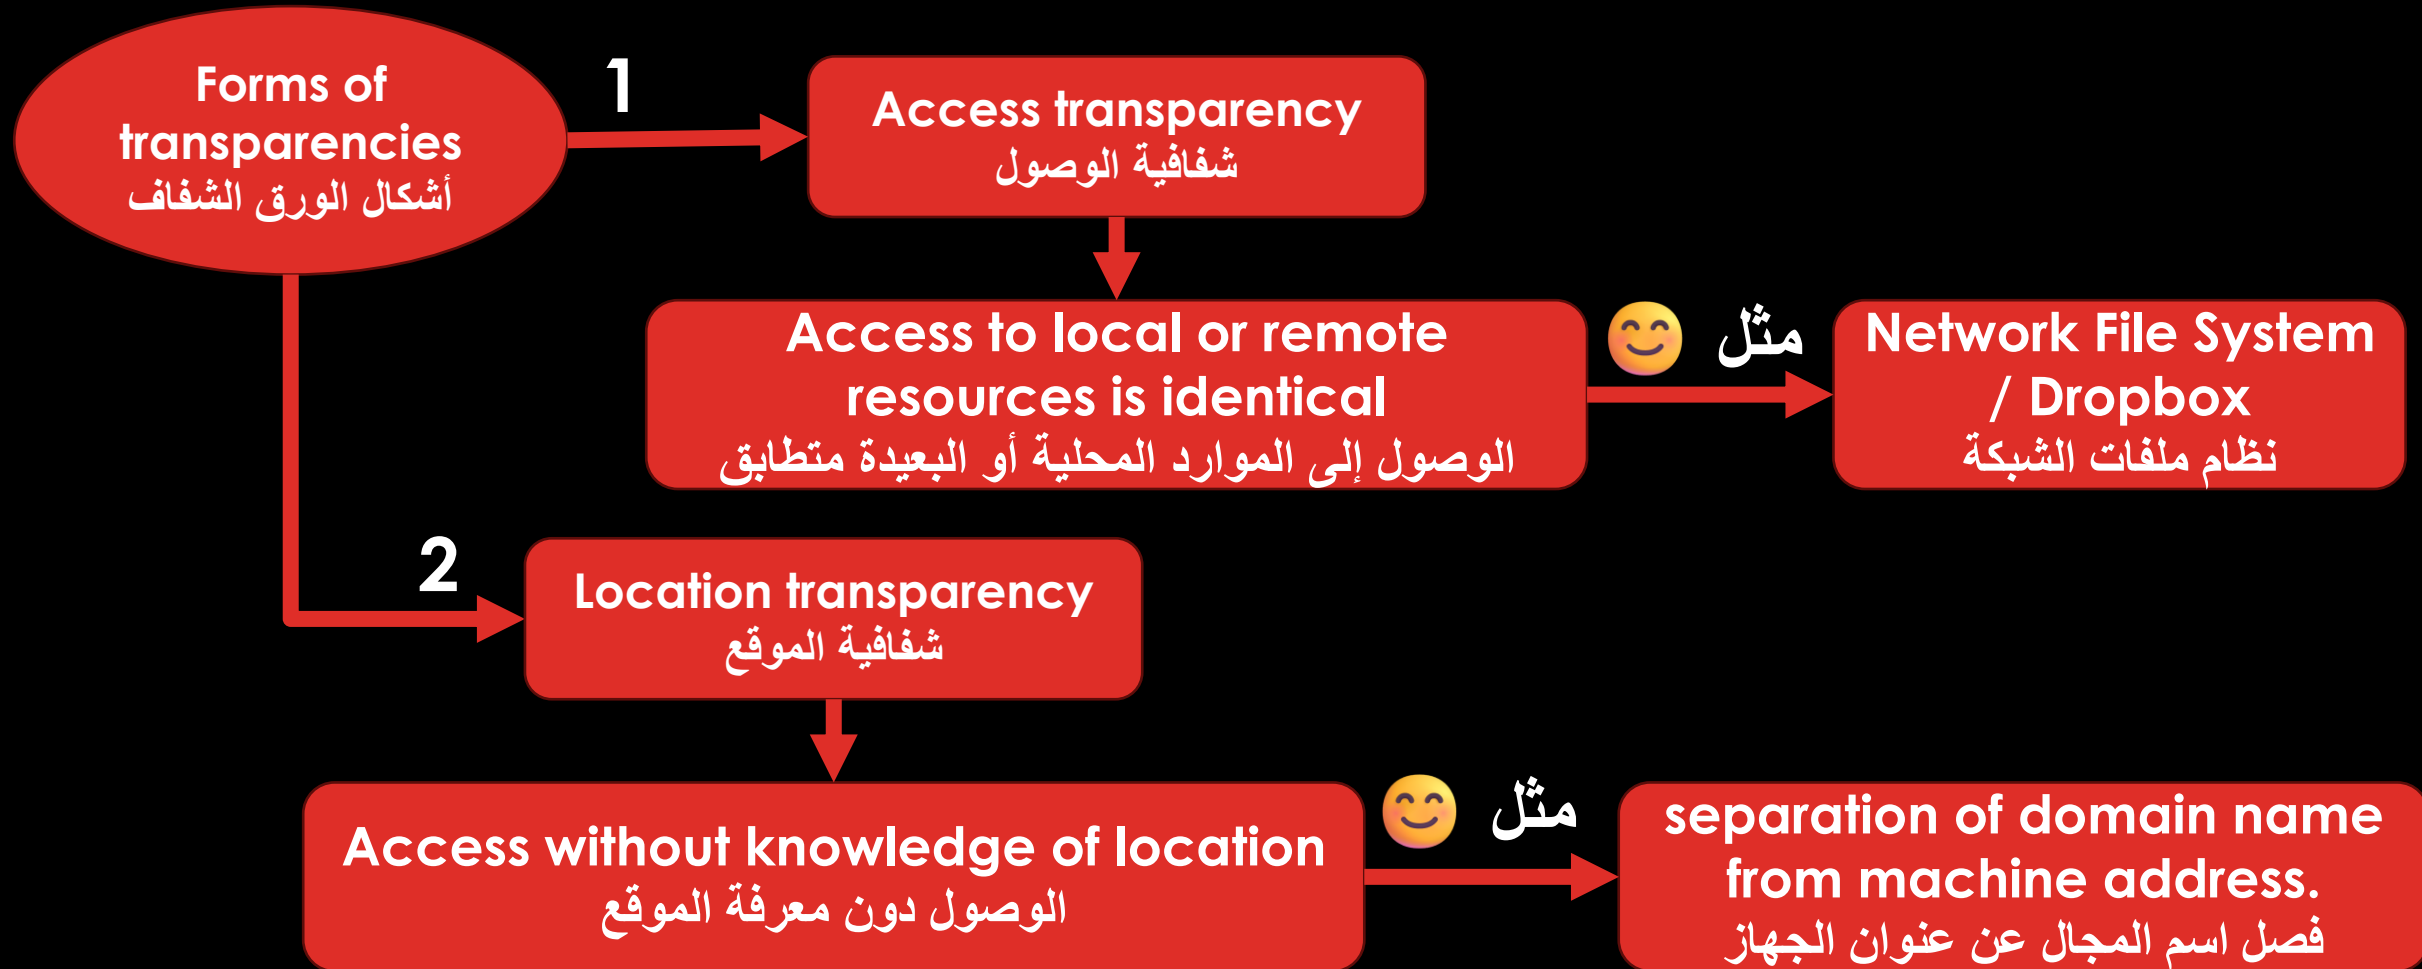 Forms of
transparencies
أشكال الورق الشفاف
1
Access transparency
شفافية الوصول
Access to local or remote
resources is identical
الوصول إلى الموارد المحلية أو البعيدة متطابق
مثل 😊
Network File System
/ Dropbox
نظام ملفات الشبكة
2
Location transparency
شفافية الموقع
Access without knowledge of location
الوصول دون معرفة الموقع
مثل 😊
separation of domain name
from machine address.
فصل اسم المجال عن عنوان الجهاز